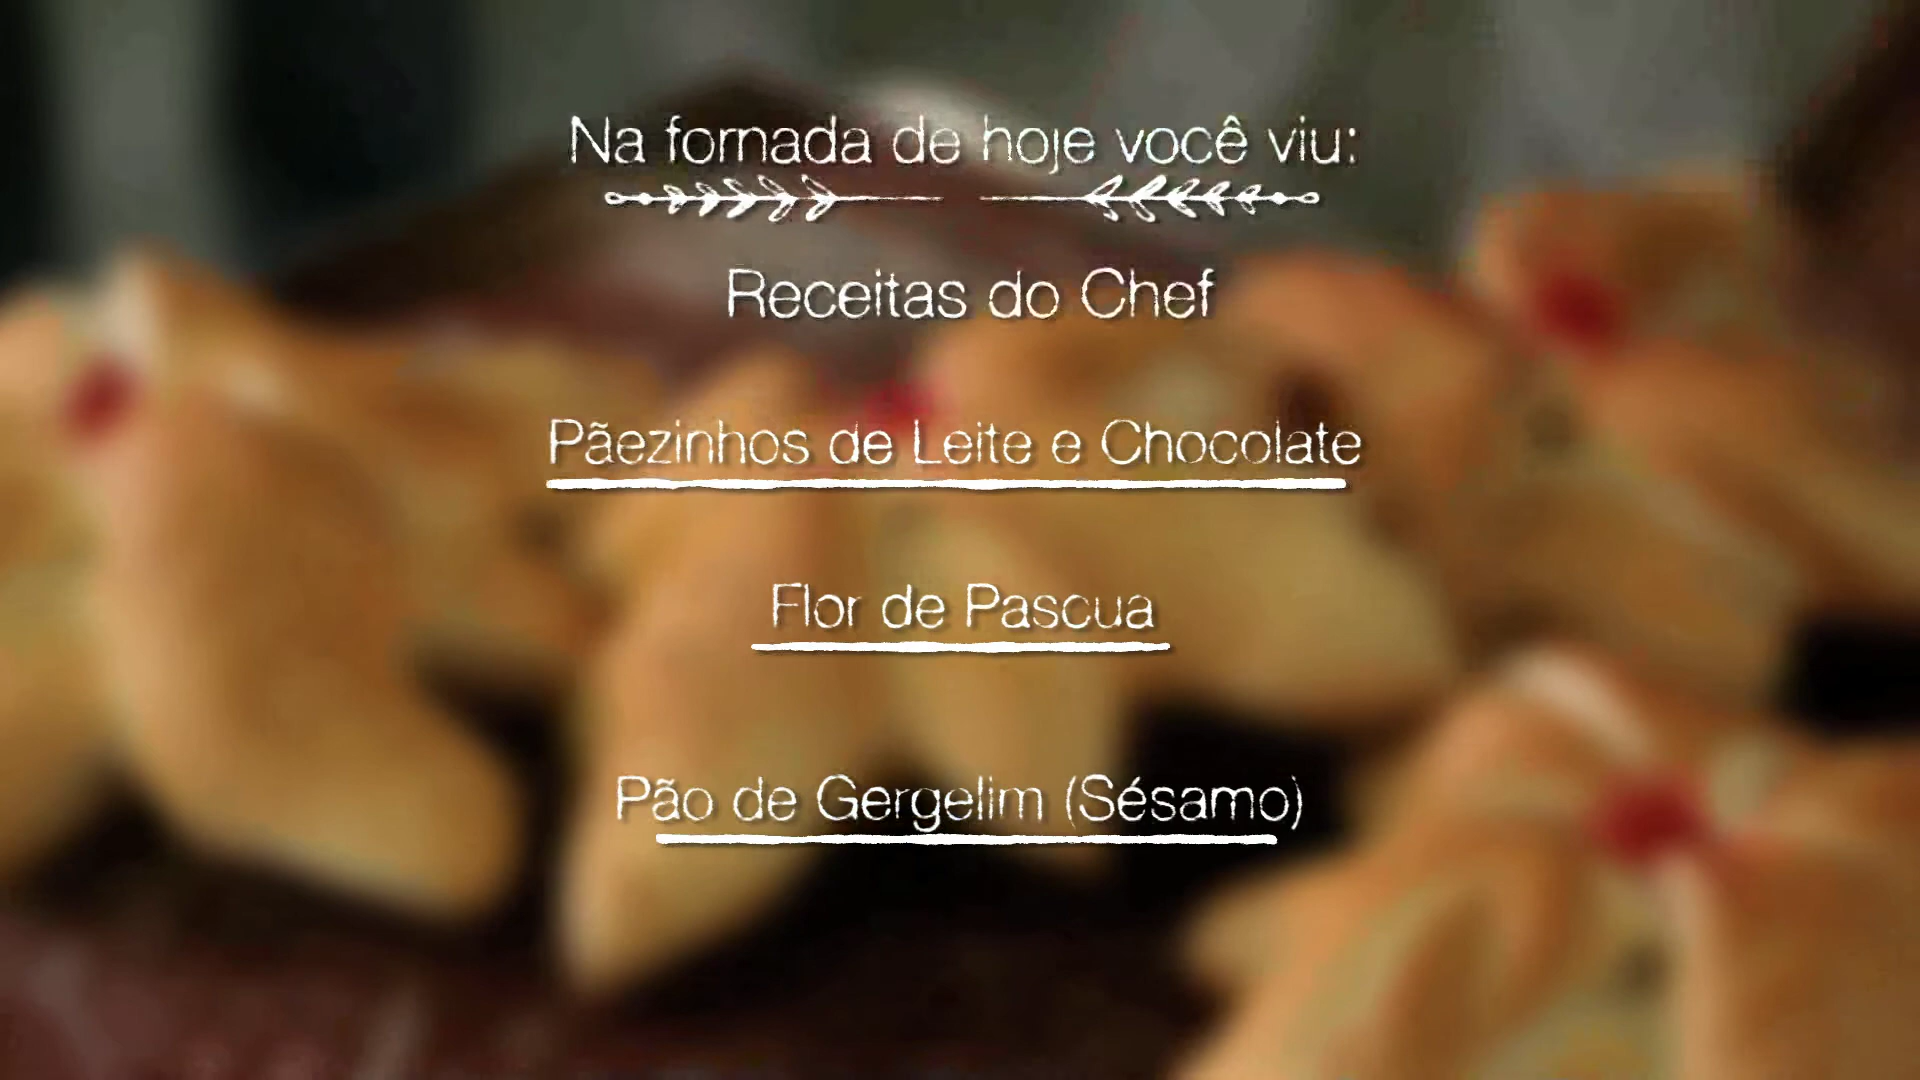 Na fornada de hoje você viu:
Receitas do Chef
Pãezinhos de Leite e Chocolate
Flor de Pascua
Pão de Gergelim (Sésamo)